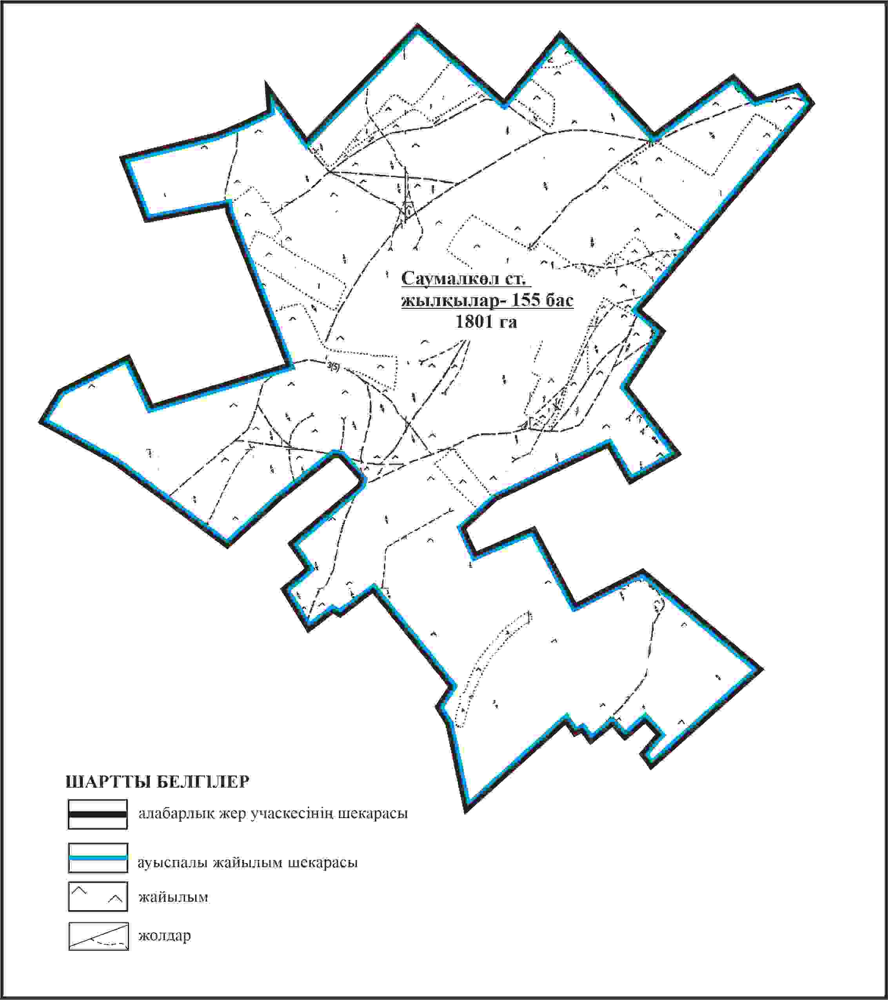 Саумалкөл ст.
жылқылар- 155 бас
1801 га
3(5)
ШАРТТЫ БЕЛГІЛЕР
алабарлық жер учаскесінің шекарасы
ауыспалы жайылым шекарасы
жайылым
жолдар